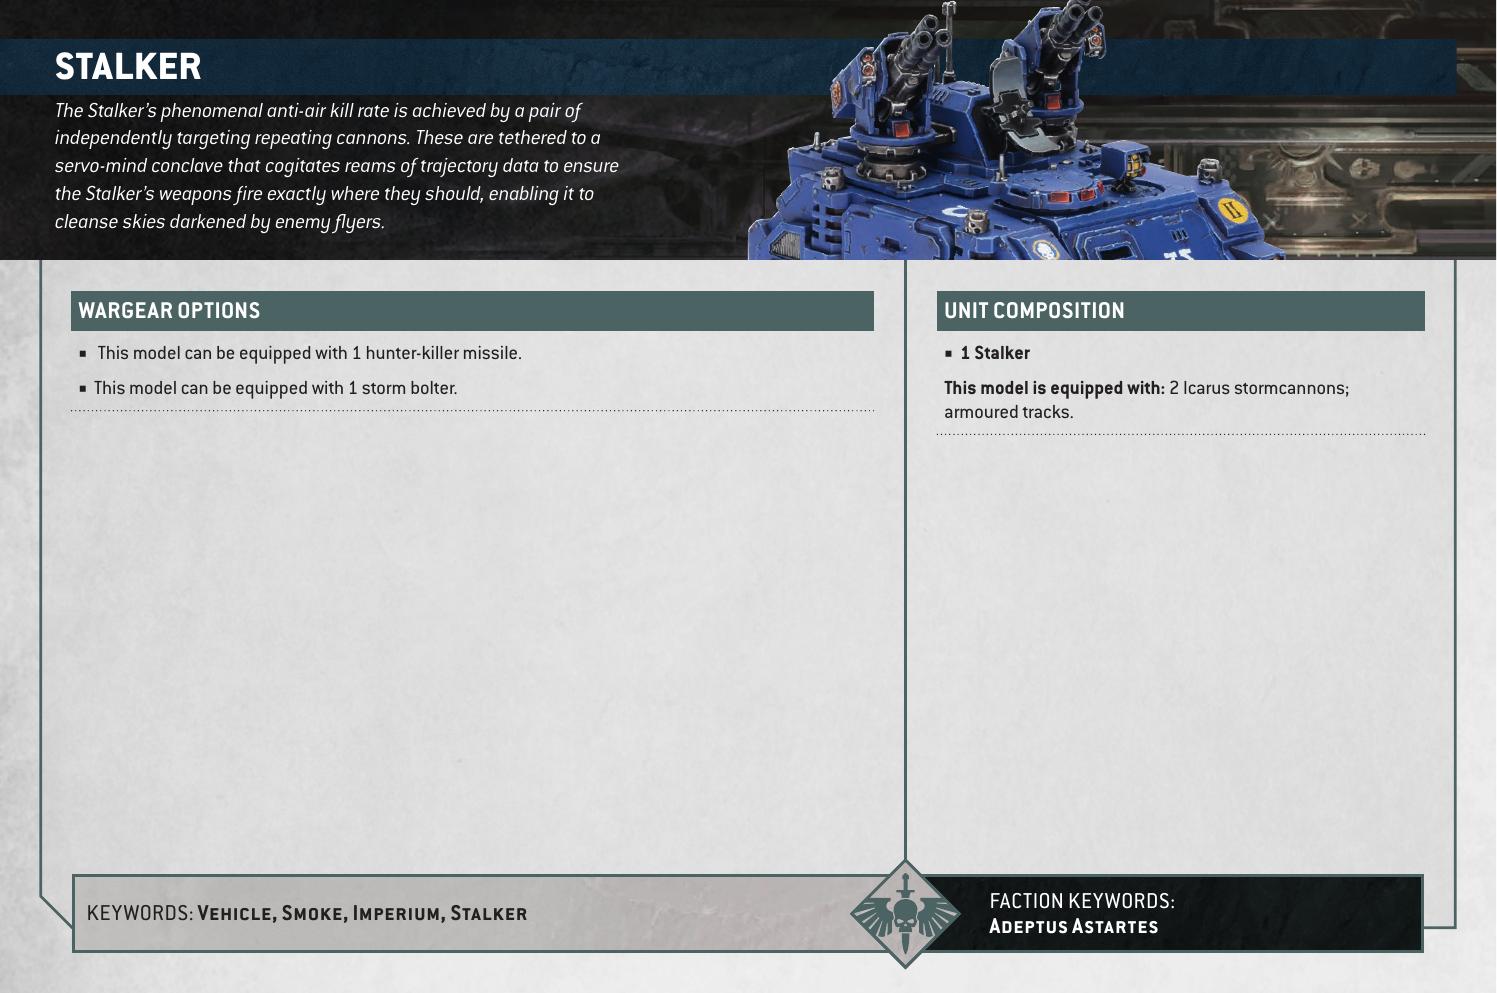 STALKER
The Stalker’s phenomenal anti-air kill rate is achieved by a pair of
independently targeting repeating cannons. These are tethered to a
servo-mind conclave that cogitates reams of trajectory data to ensure
the Stalker’s weapons fire exactly where they should, enabling it to
cleanse skies darkened by enemy flyers.
WARGEAR OPTIONS
■ This model can be equipped with 1 hunter-killer missile.
■ This model can be equipped with 1 storm bolter.
UNIT COMPOSITION
■ 1 Stalker
This model is equipped with: 2 Icarus stormcannons;
armoured tracks.
KEYWORDS: Vehicle, Smoke, Imperium, Stalker
FACTION KEYWORDS:
Adeptus Astartes